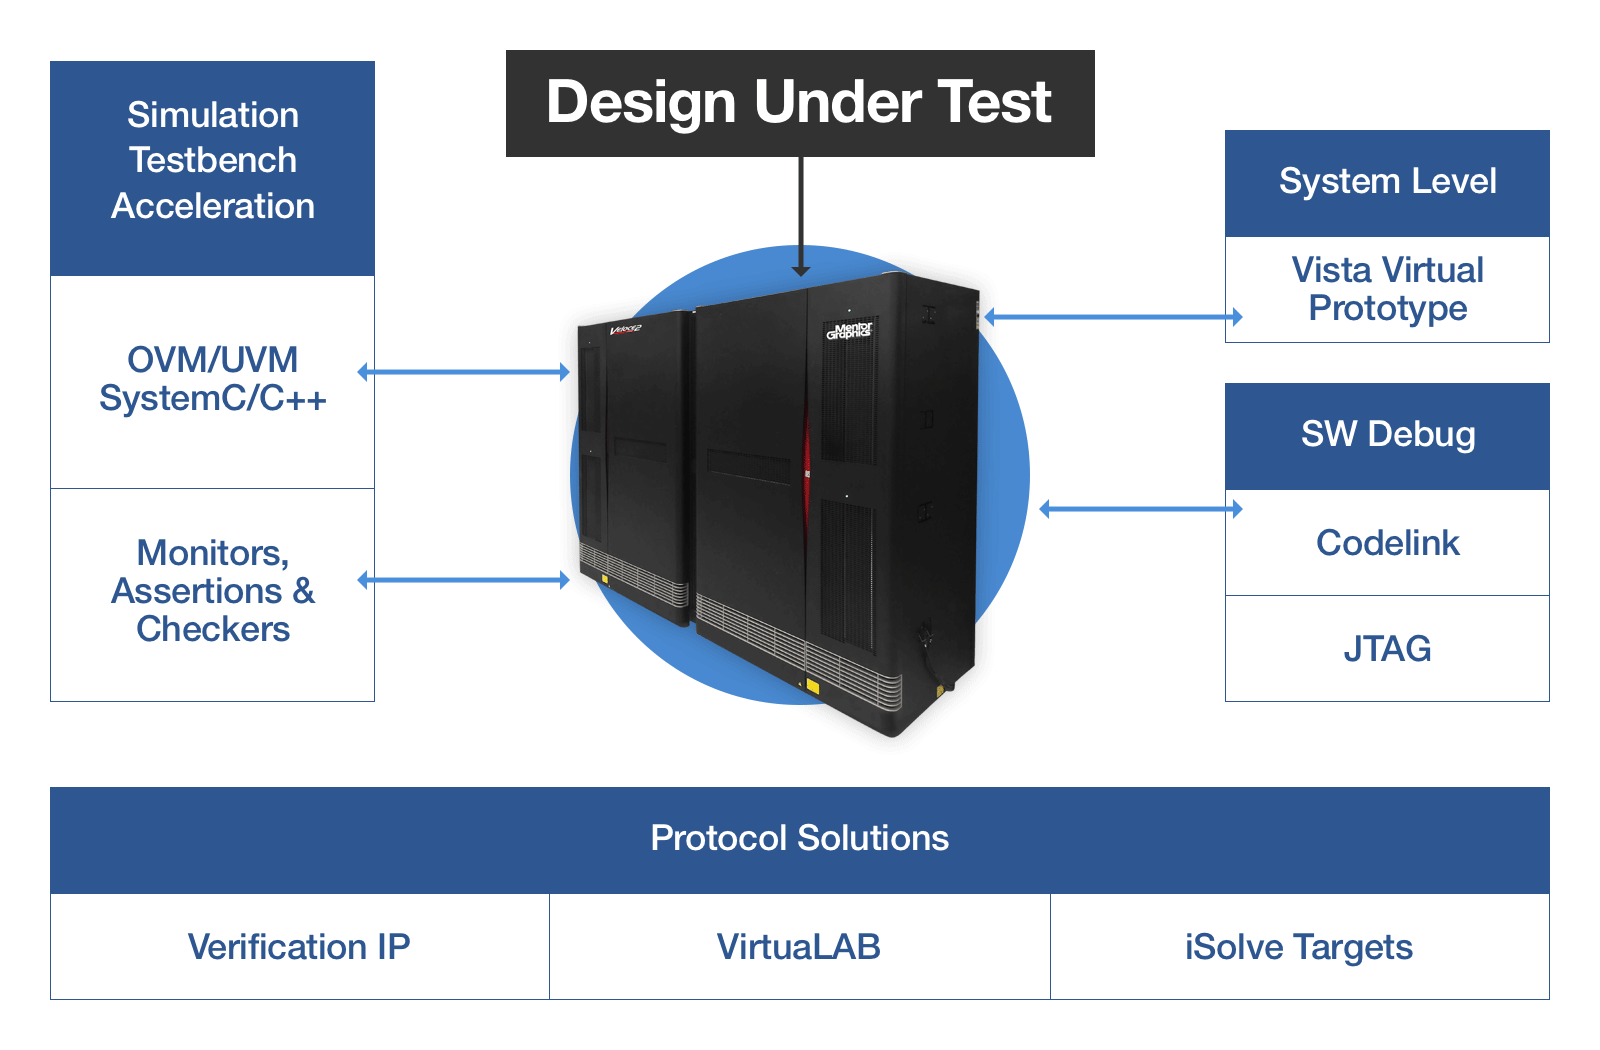 Design Under Test
Simulation
Testbench
Acceleration
OVM/UVM
SystemC/C++
Monitors,
Assertions &
Checkers
Veloce2
Mentor
Graphics
System Level
Vista Virtual
Prototype
SW Debug
Codelink
JTAG
Protocol Solutions
Verification IP
VirtuaLAB
iSolve Targets